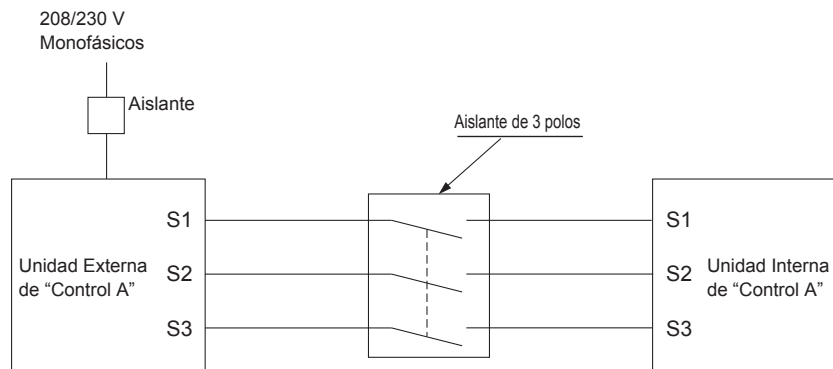 208/230 V
Monofásicos
Aislante
Aislante de 3 polos
S1
S1
Unidad Externa
de “Control A”
S2
S2
Unidad Interna
de “Control A”
S3
S3